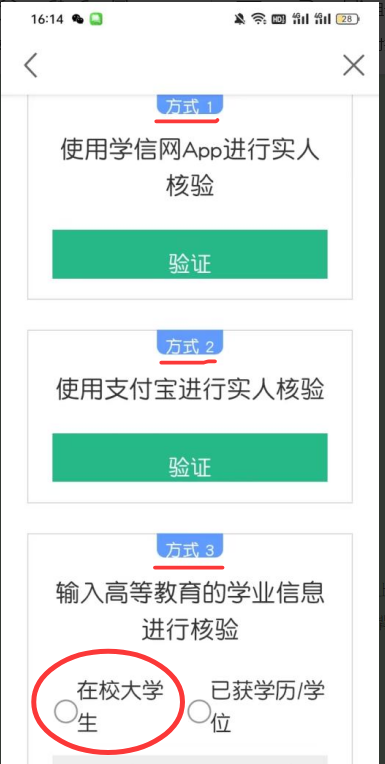 16:14 HD 4G 4G 28
方式 1
使用学信网App进行实人
核验
验证
方式 2
使用支付宝进行实人核验
验证
方式 3
输入高等教育的学业信息
进行核验
在校大学
生
已获学历/学
位